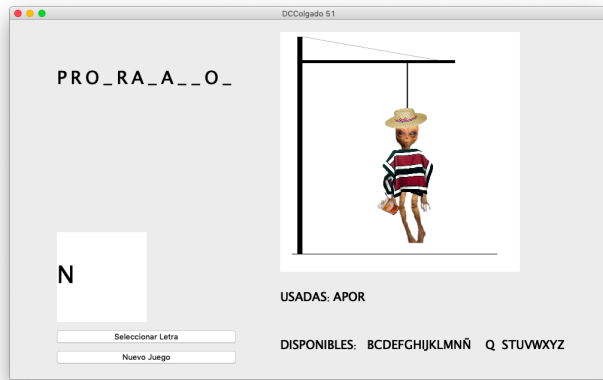 DCColgado 51
PRO_RA_A__O_
N
Seleccionar Letra
Nuevo Juego
USADAS: APOR
DISPONIBLES: BCDEFGHIJKLMNÑ Q STUVWXYZ